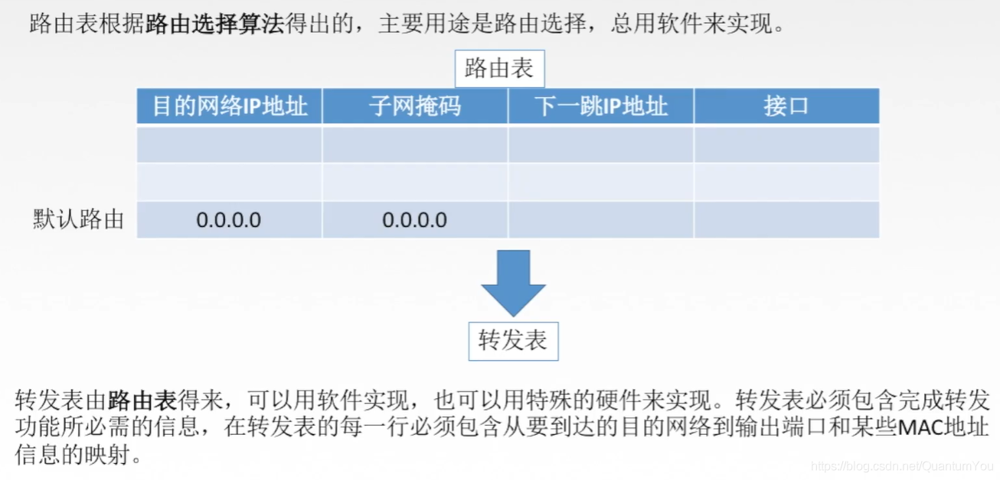 路由表根据路由选择算法得出的，主要用途是路由选择，总用软件来实现。
路由表
目的网络IP地址 子网掩码 下一跳IP地址 接口
默认路由 0.0.0.0 0.0.0.0
转发表
转发表由路由表得来，可以用软件实现，也可以用特殊的硬件来实现。转发表必须包含完成转发
功能所必需的信息，在转发表的每一行必须包含从要到达的目的网络到输出端口和某些MAC地址
信息的映射。
https://blog.csdn.net/QuantumYou